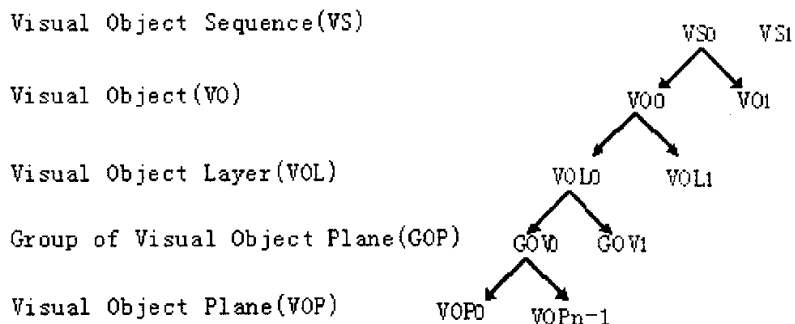 Visual Object Sequence(VS) VS0 VS1
Visual Object(VO) VO0 VO1
Visual Object Layer(VOL) VOL0 VOL1
Group of Visual Object Plane(GOP) GOV0 GOV1
Visual Object Plane(VOP) VOP0 VOPn-1